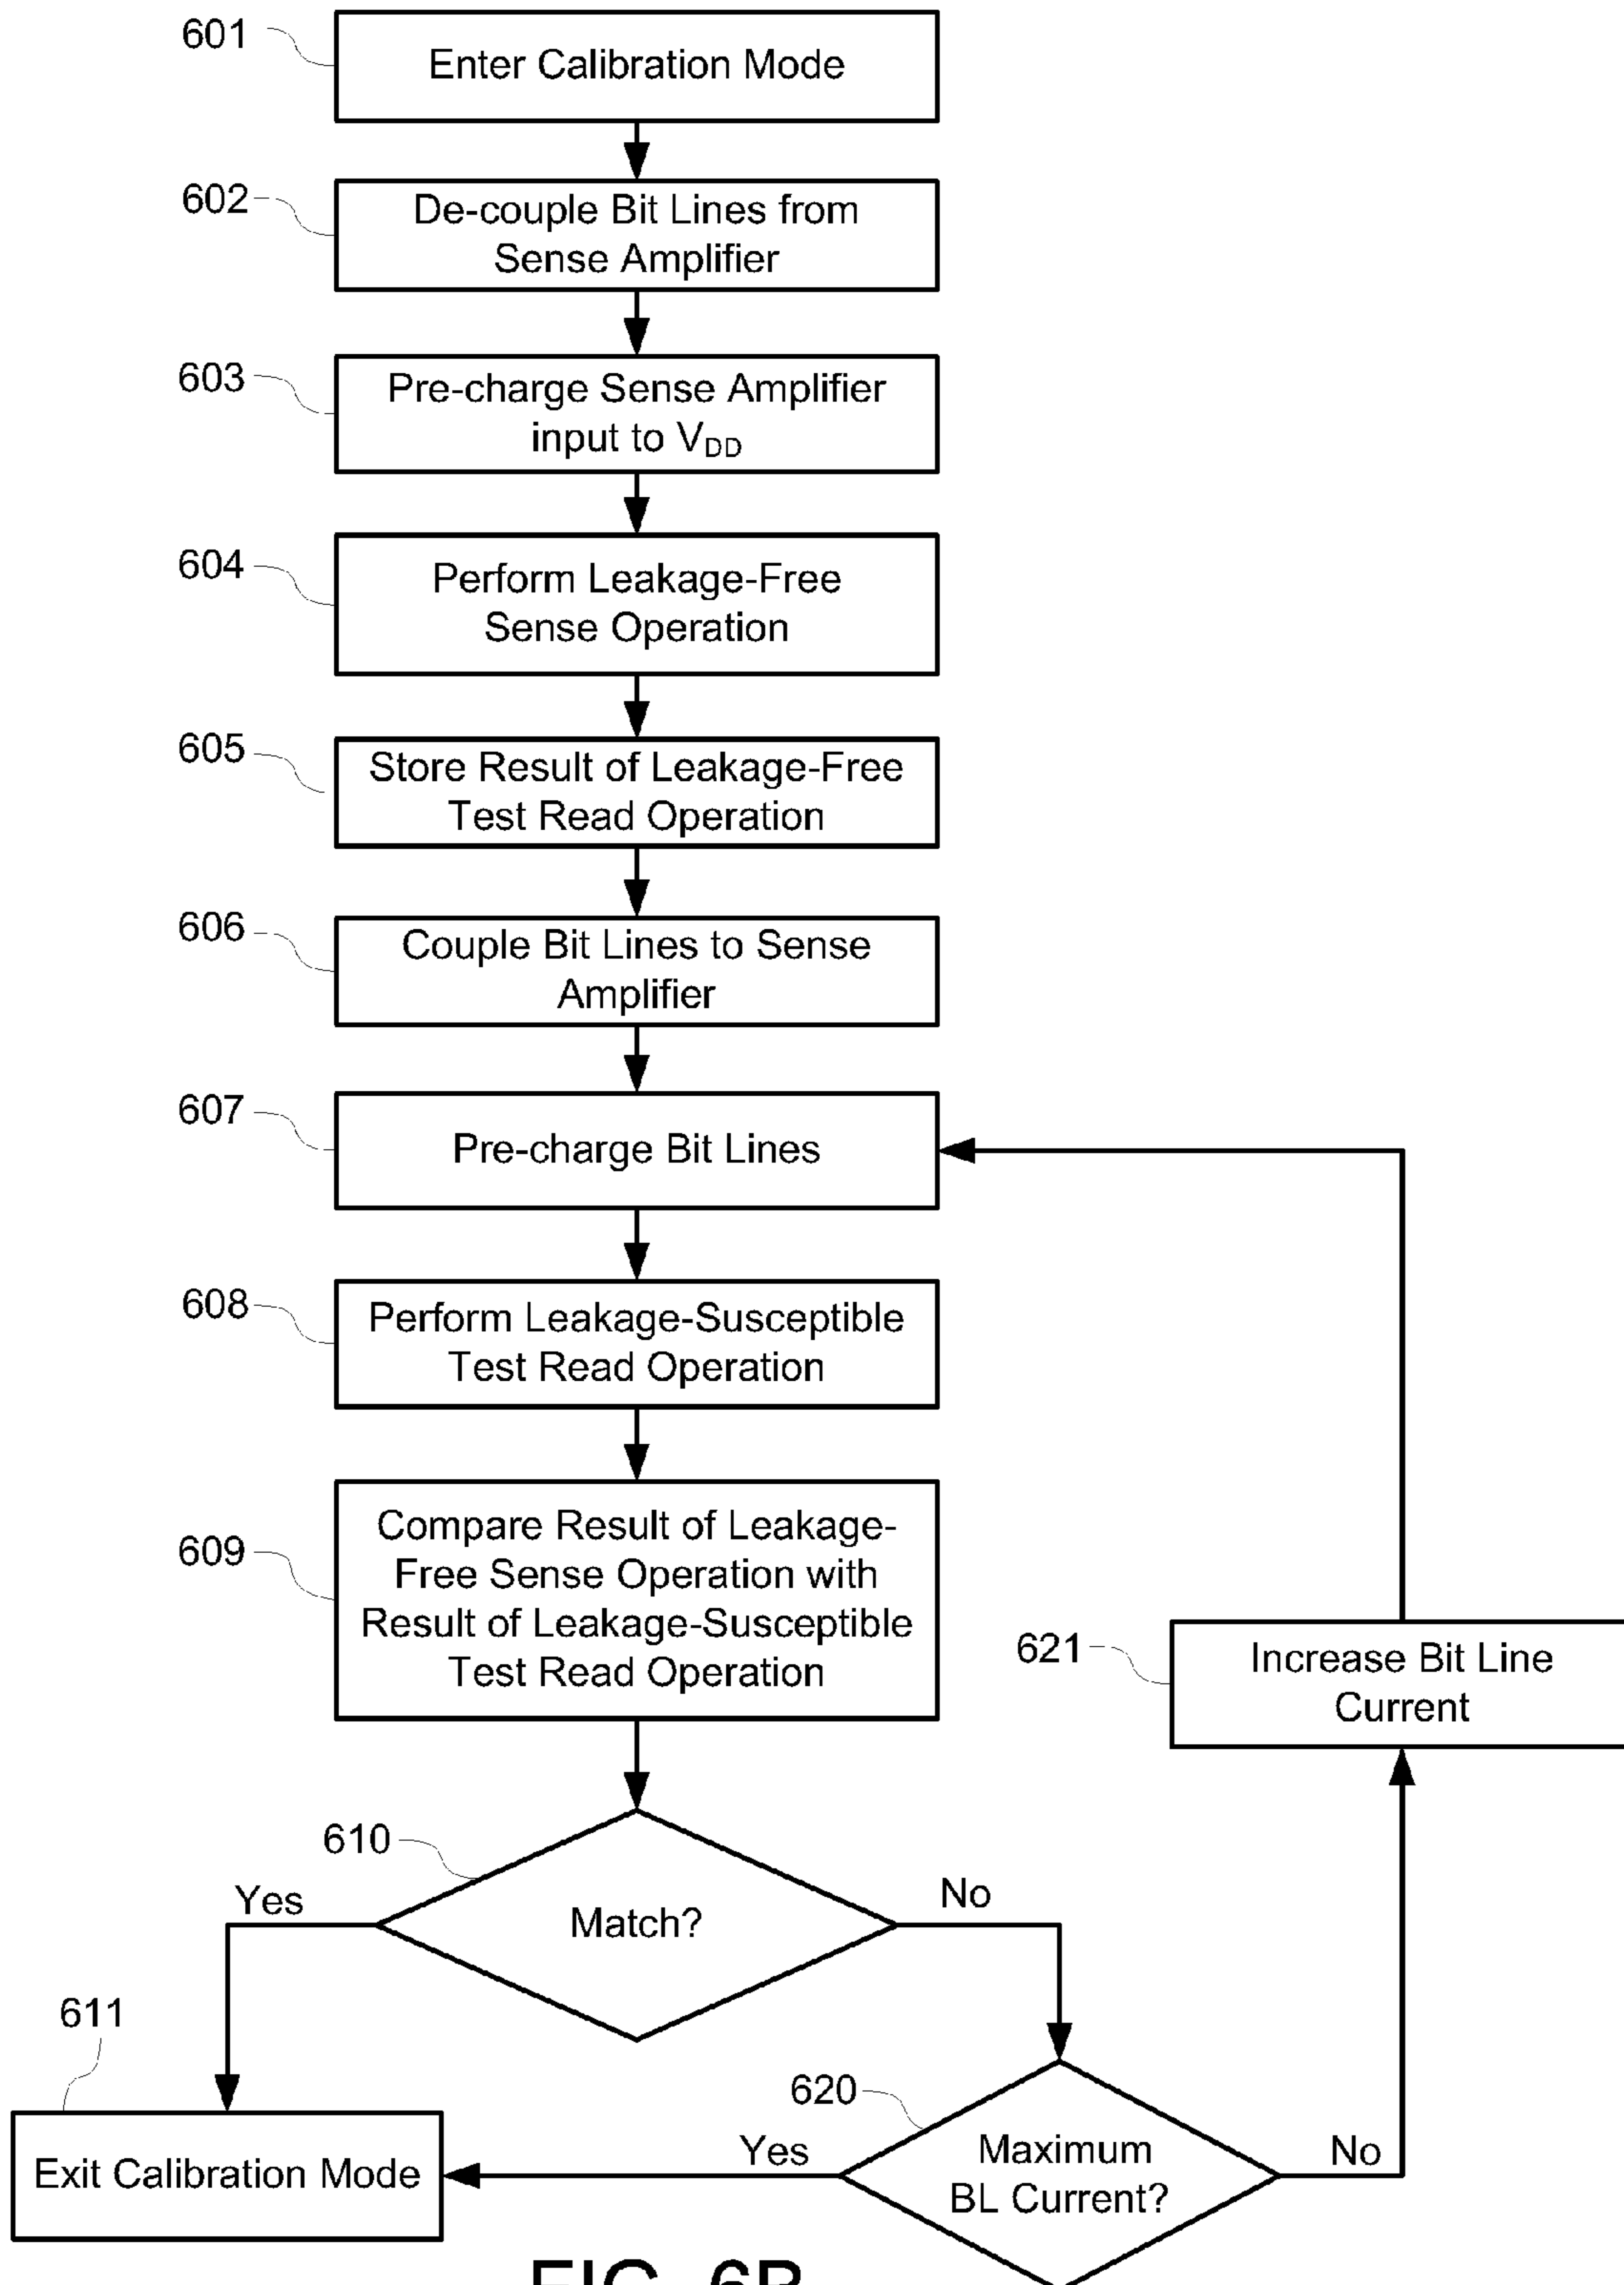 601
Enter Calibration Mode
602
De-couple Bit Lines from
Sense Amplifier
603
Pre-charge Sense Amplifier
input to VDD
604
Perform Leakage-Free
Sense Operation
605
Store Result of Leakage-Free
Test Read Operation
606
Couple Bit Lines to Sense
Amplifier
607
Pre-charge Bit Lines
608
Perform Leakage-Susceptible
Test Read Operation
609
Compare Result of Leakage-
Free Sense Operation with
Result of Leakage-Susceptible
Test Read Operation
621
Increase Bit Line
Current
610
Yes
Match?
No
611
Exit Calibration Mode
620
Yes
Maximum
BL Current?
No
FIG. 6B